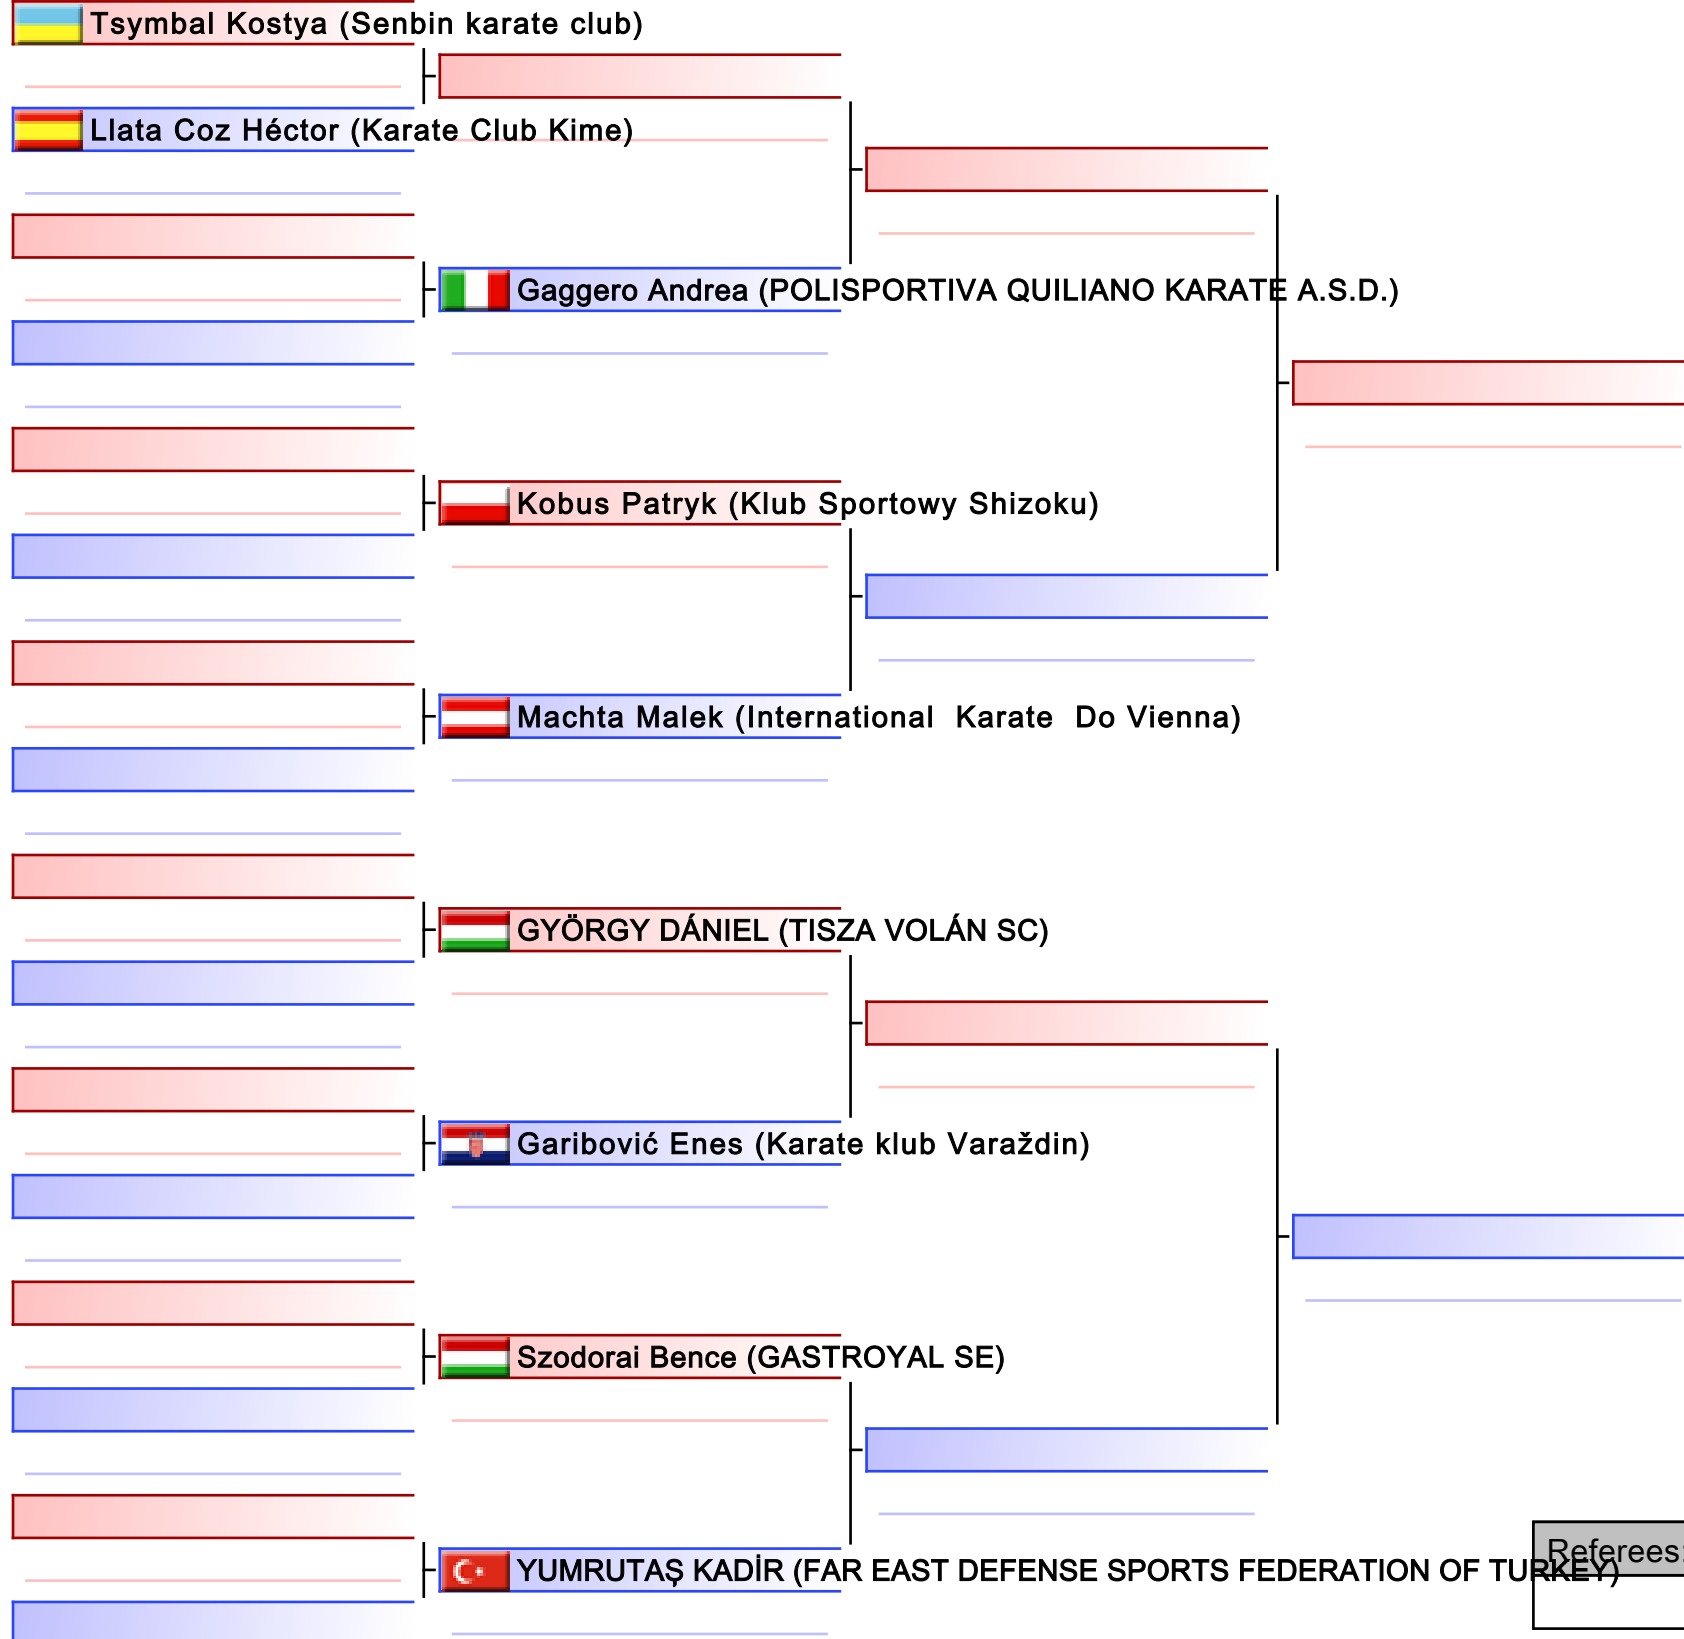 Tsymbal Kostya (Senbin karate club)
Llata Coz Héctor (Karate Club Kime)
Gaggero Andrea (POLISPORTIVA QUILIANO KARATE A.S.D.)
Kobus Patryk (Klub Sportowy Shizoku)
Machta Malek (International  Karate  Do Vienna)
GYÖRGY DÁNIEL (TISZA VOLÁN SC)
Garibović Enes (Karate klub Varaždin)
Szodorai Bence (GASTROYAL SE)
Referees:
YUMRUTAŞ KADİR (FAR EAST DEFENSE SPORTS FEDERATION OF TURKEY)